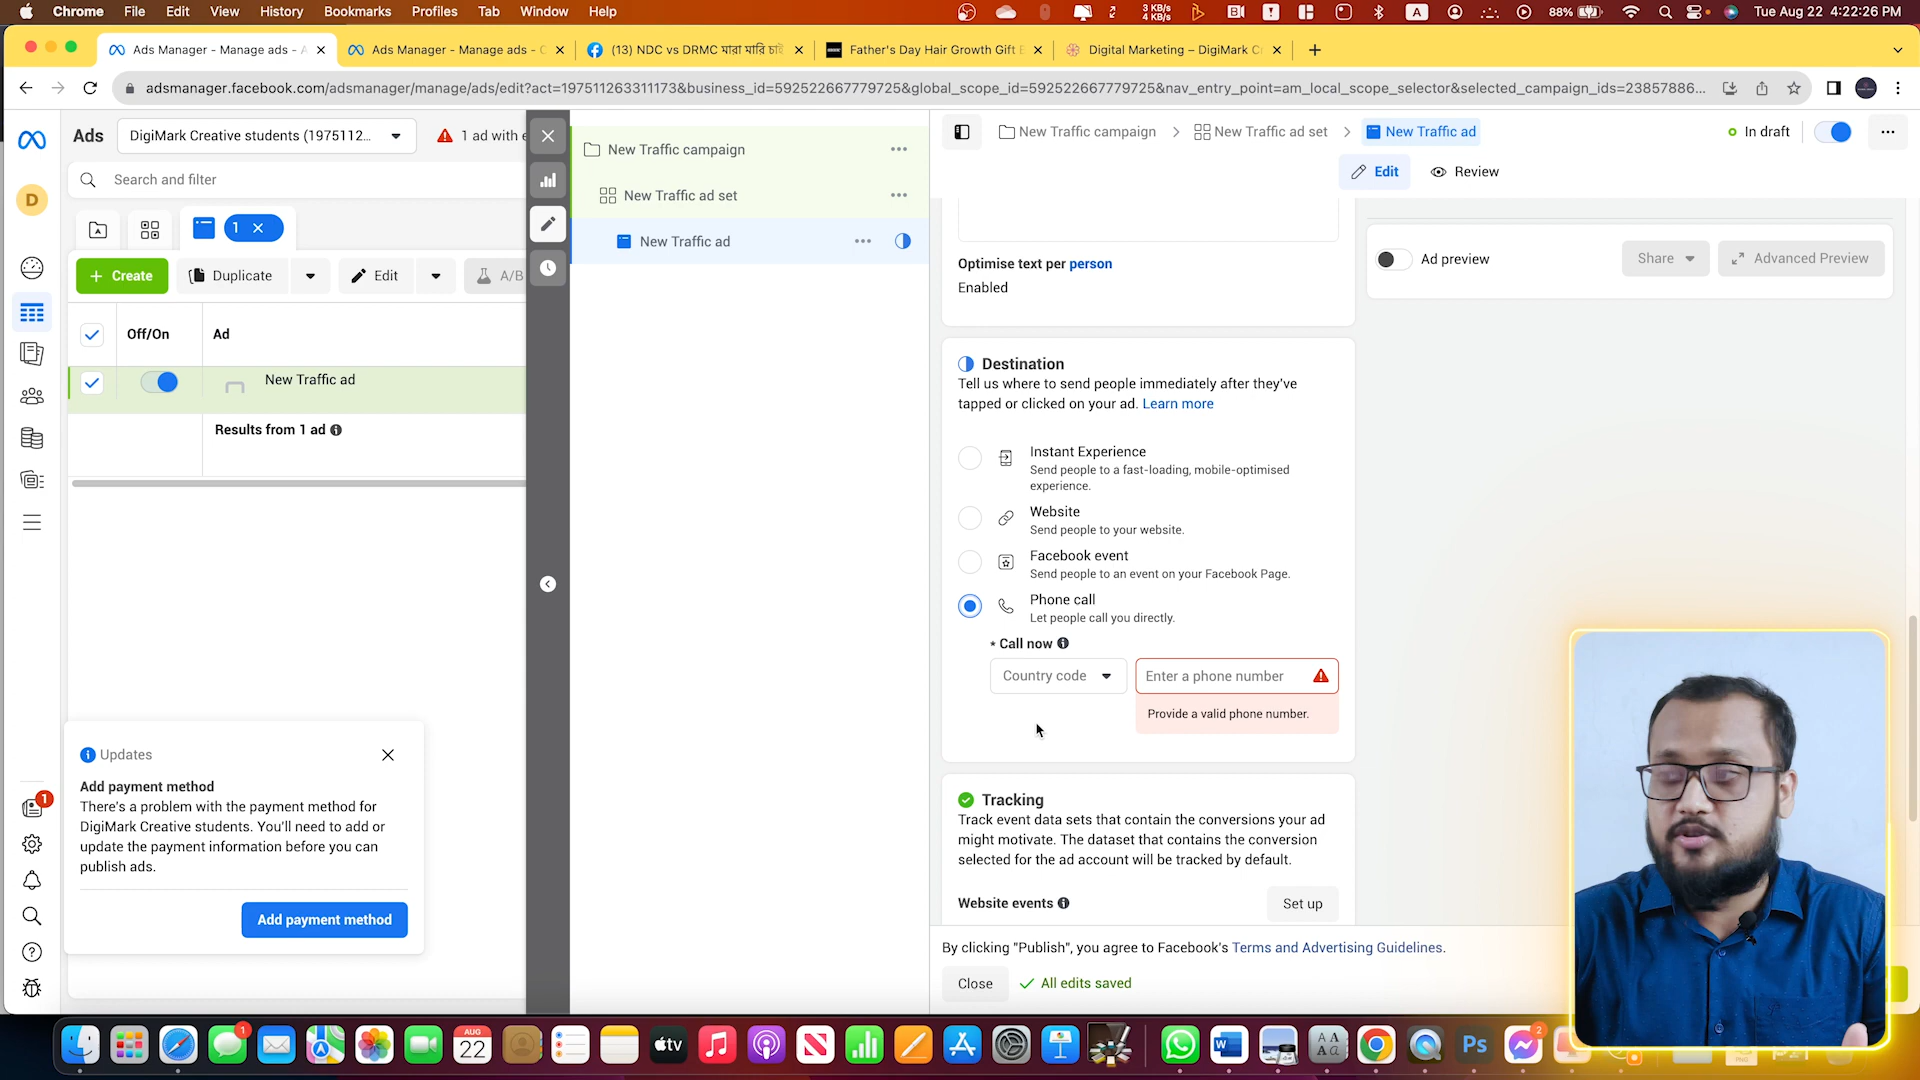 Chrome File Edit View History Bookmarks Profiles Tab Window Help
3 KB/s
4 KB/s
A 88% Tue Aug 22 4:22:26 PM
Ads Manager - Manage ads - A
Ads Manager - Manage ads - C
(13) NDC vs DRMC মারা মারি চাই
Father's Day Hair Growth Gift B
Digital Marketing – DigiMark Cr
adsmanager.facebook.com/adsmanager/manage/ads/edit?act=197511263311173&business_id=592522667779725&global_scope_id=592522667779725&nav_entry_point=am_local_scope_selector&selected_campaign_ids=23857886...
Ads
DigiMark Creative students (1975112...
1 ad with e
New Traffic campaign
New Traffic ad set
New Traffic ad
In draft
New Traffic campaign
New Traffic ad set
New Traffic ad
Edit
Review
D
Search and filter
1
Create
Duplicate
Edit
A/B
Off/On
Ad
New Traffic ad
Results from 1 ad
Optimise text per person
Enabled
Ad preview
Share
Advanced Preview
Destination
Tell us where to send people immediately after they've
tapped or clicked on your ad. Learn more
Instant Experience
Send people to a fast-loading, mobile-optimised
experience.
Website
Send people to your website.
Facebook event
Send people to an event on your Facebook Page.
Phone call
Let people call you directly.
* Call now
Country code
Enter a phone number
Provide a valid phone number.
Tracking
Track event data sets that contain the conversions your ad
might motivate. The dataset that contains the conversion
selected for the ad account will be tracked by default.
Website events
Set up
By clicking "Publish", you agree to Facebook's Terms and Advertising Guidelines.
Close
All edits saved
1
Updates
Add payment method
There's a problem with the payment method for
DigiMark Creative students. You'll need to add or
update the payment information before you can
publish ads.
Add payment method
1
AUG
22
tv
W
Ps
2